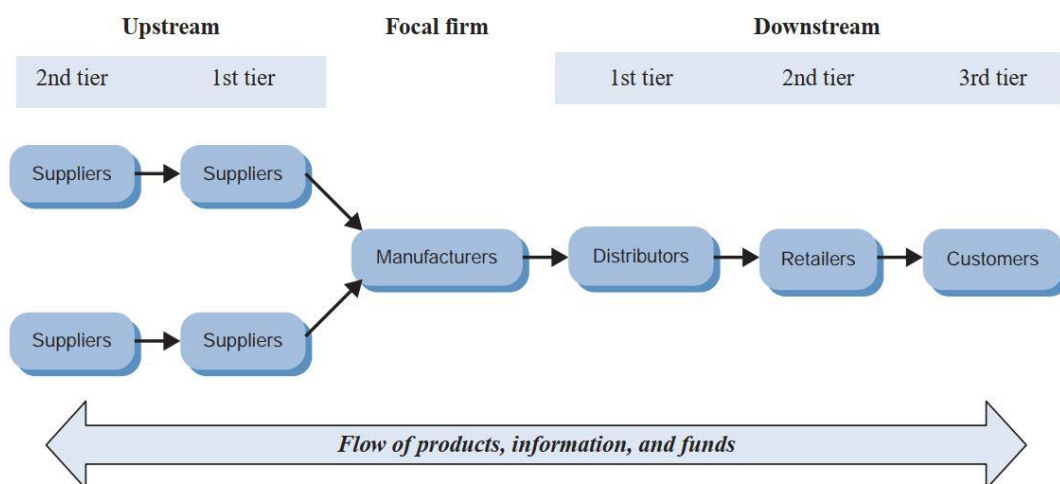 Upstream Focal firm Downstream
2nd tier 1st tier 1st tier 2nd tier 3rd tier
Suppliers Suppliers
Manufacturers Distributors Retailers Customers
Suppliers Suppliers
Flow of products, information, and funds